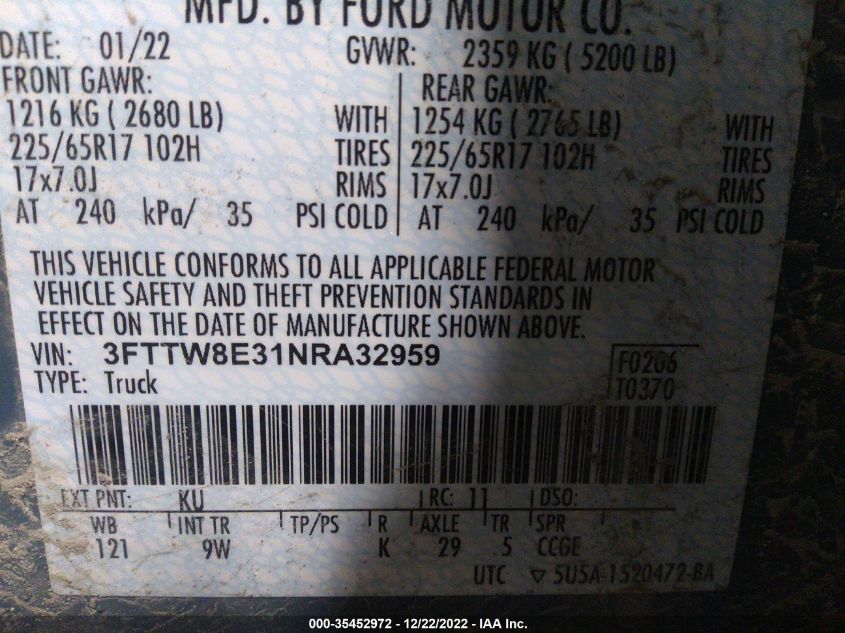 MFD. BY FORD MOTOR CO.
DATE: 01/22 GVWR: 2359 KG ( 5200 LB)
FRONT GAWR: REAR GAWR:
1216 KG ( 2680 LB) WITH 1254 KG ( 2765 LB) WITH
225/65R17 102H TIRES 225/65R17 102H TIRES
17x7.0J RIMS 17x7.0J RIMS
AT 240 kPa/ 35 PSI COLD AT 240 kPa/ 35 PSI COLD
THIS VEHICLE CONFORMS TO ALL APPLICABLE FEDERAL MOTOR
VEHICLE SAFETY AND THEFT PREVENTION STANDARDS IN
EFFECT ON THE DATE OF MANUFACTURE SHOWN ABOVE.
VIN: 3FTTW8E31NRA32959 F0206
TYPE: Truck T0370
EXT PNT: KU RC: 11 DSO:
WB INT TR TP/PS R AXLE TR SPR
121 9W K 29 5 CCGE
UTC ▽ 5U5A-1520472-BA
000-35452972 - 12/22/2022 - IAA Inc.